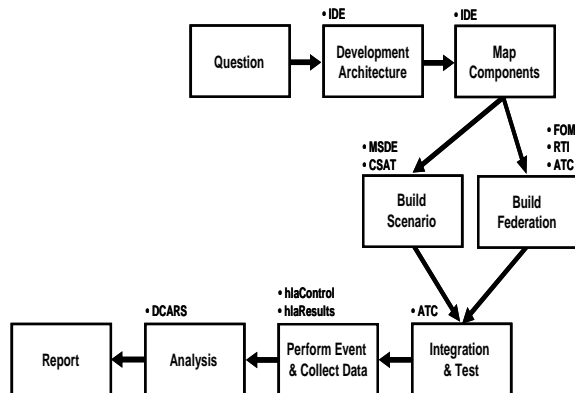 • IDE
• IDE
Question
Development
Architecture
Map
Components
• MSDE
• CSAT
• FOM
• RTI
• ATC
Build
Scenario
Build
Federation
• DCARS
• hlaControl
• hlaResults
• ATC
Report
Analysis
Perform Event
& Collect Data
Integration
& Test